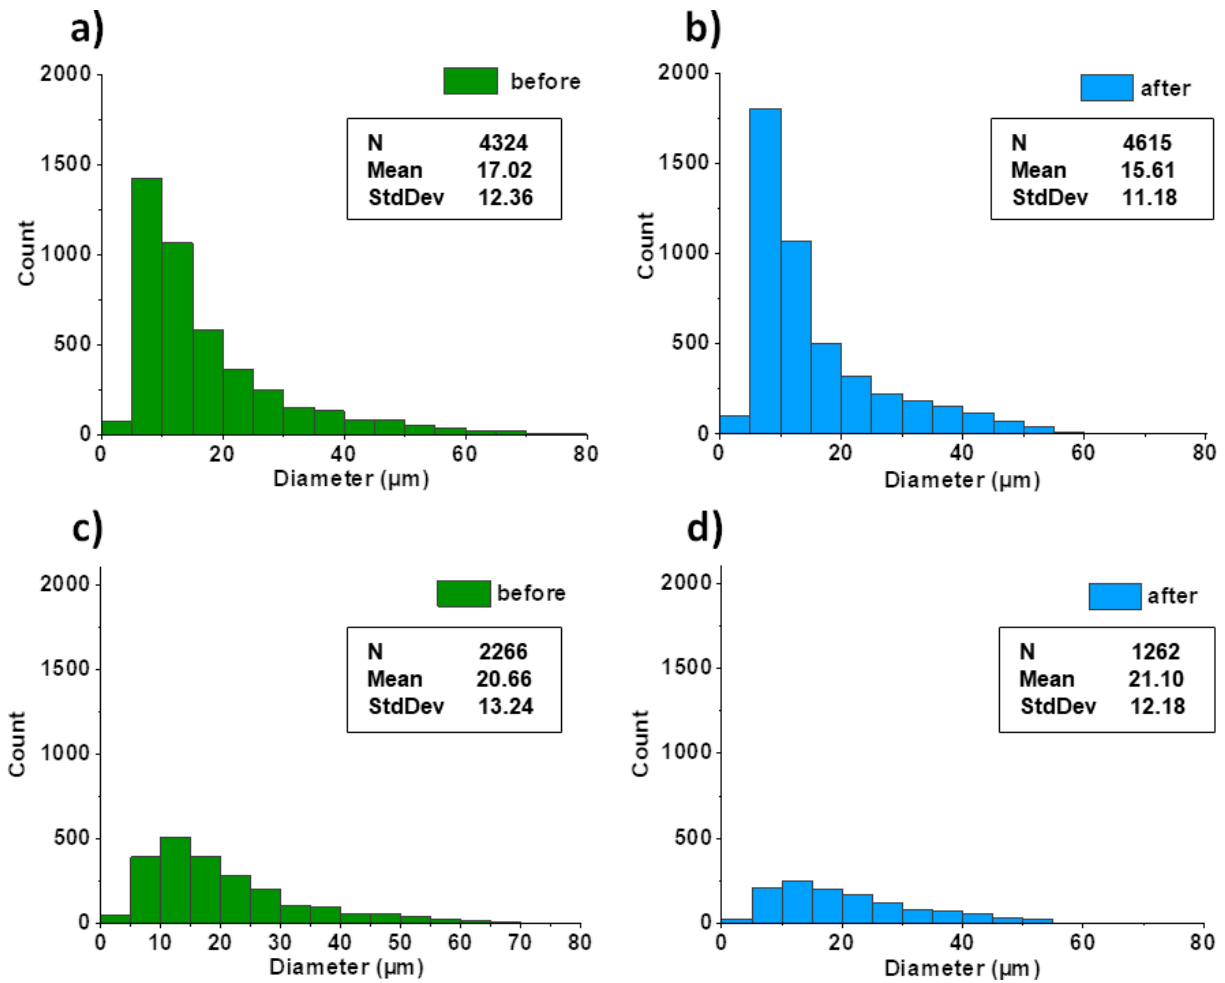 a)
2000
1500
1000
500
0
Count
before
N 4324
Mean 17.02
StdDev 12.36
0 20 40 60 80
Diameter (µm)
b)
2000
1500
1000
500
0
Count
after
N 4615
Mean 15.61
StdDev 11.18
0 20 40 60 80
Diameter (µm)
c)
2000
1500
1000
500
0
Count
before
N 2266
Mean 20.66
StdDev 13.24
0 10 20 30 40 50 60 70 80
Diameter (µm)
d)
2000
1500
1000
500
0
Count
after
N 1262
Mean 21.10
StdDev 12.18
0 20 40 60 80
Diameter (µm)